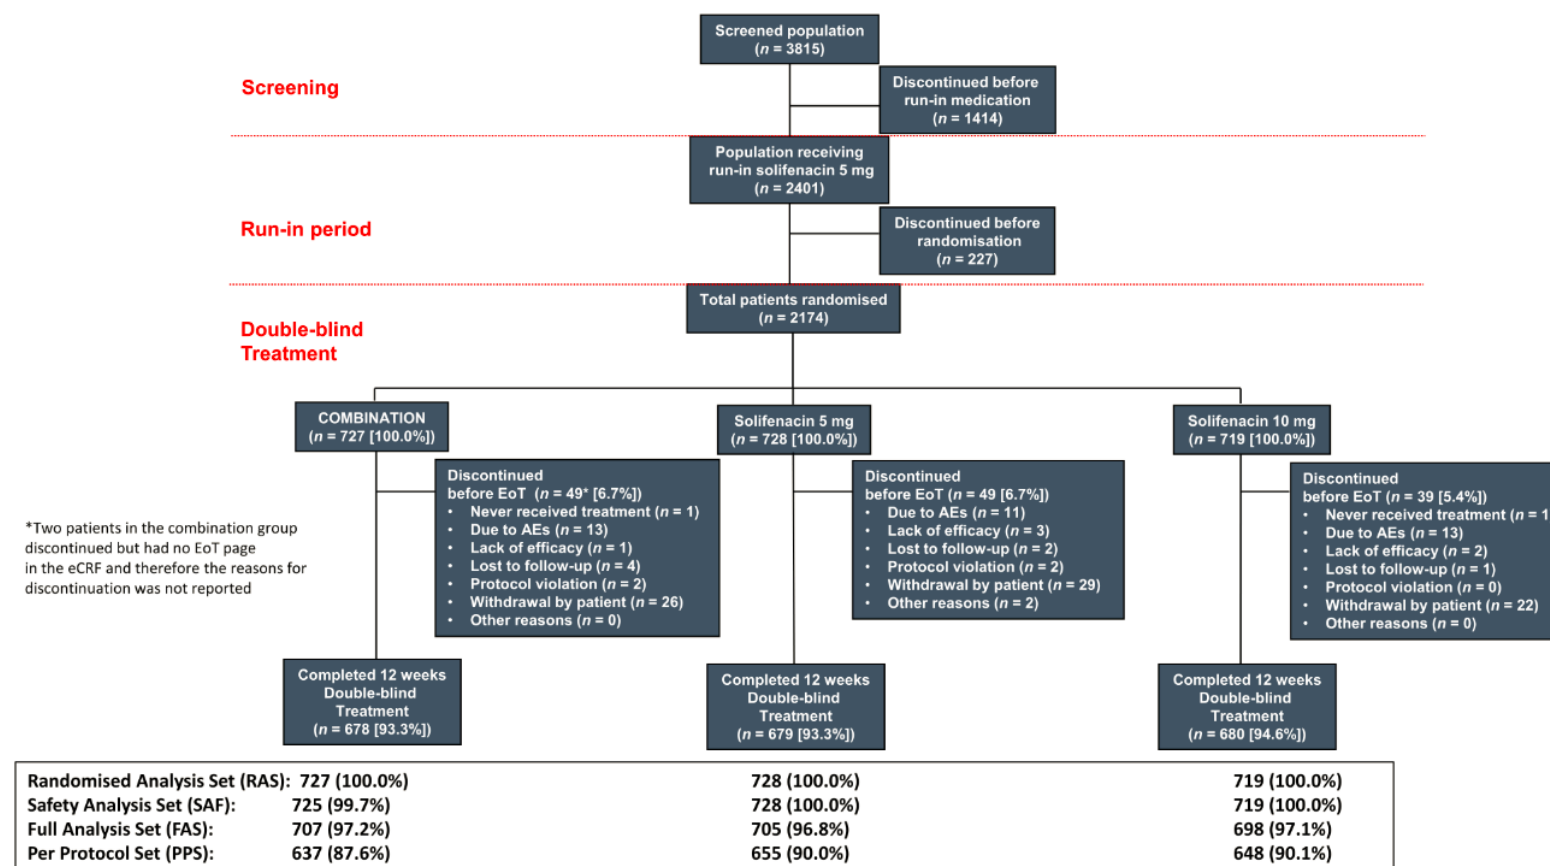 Screened population
(n = 3815)
Screening
Discontinued before
run-in medication
(n = 1414)
Population receiving
run-in solifenacin 5 mg
(n = 2401)
Run-in period
Discontinued before
randomisation
(n = 227)
Total patients randomised
(n = 2174)
Double-blind
Treatment
COMBINATION
(n = 727 [100.0%])
Solifenacin 5 mg
(n = 728 [100.0%])
Solifenacin 10 mg
(n = 719 [100.0%])
Discontinued
before EoT (n = 49* [6.7%])
• Never received treatment (n = 1)
• Due to AEs (n = 13)
• Lack of efficacy (n = 1)
• Lost to follow-up (n = 4)
• Protocol violation (n = 2)
• Withdrawal by patient (n = 26)
• Other reasons (n = 0)
Discontinued
before EoT (n = 49 [6.7%])
• Due to AEs (n = 11)
• Lack of efficacy (n = 3)
• Lost to follow-up (n = 2)
• Protocol violation (n = 2)
• Withdrawal by patient (n = 29)
• Other reasons (n = 2)
Discontinued
before EoT (n = 39 [5.4%])
• Never received treatment (n = 1
• Due to AEs (n = 13)
• Lack of efficacy (n = 2)
• Lost to follow-up (n = 1)
• Protocol violation (n = 0)
• Withdrawal by patient (n = 22)
• Other reasons (n = 0)
*Two patients in the combination group
discontinued but had no EoT page
in the eCRF and therefore the reasons for
discontinuation was not reported
Completed 12 weeks
Double-blind
Treatment
(n = 678 [93.3%])
Completed 12 weeks
Double-blind
Treatment
(n = 679 [93.3%])
Completed 12 weeks
Double-blind
Treatment
(n = 680 [94.6%])
Randomised Analysis Set (RAS): 727 (100.0%) 728 (100.0%) 719 (100.0%)
Safety Analysis Set (SAF): 725 (99.7%) 728 (100.0%) 719 (100.0%)
Full Analysis Set (FAS): 707 (97.2%) 705 (96.8%) 698 (97.1%)
Per Protocol Set (PPS): 637 (87.6%) 655 (90.0%) 648 (90.1%)